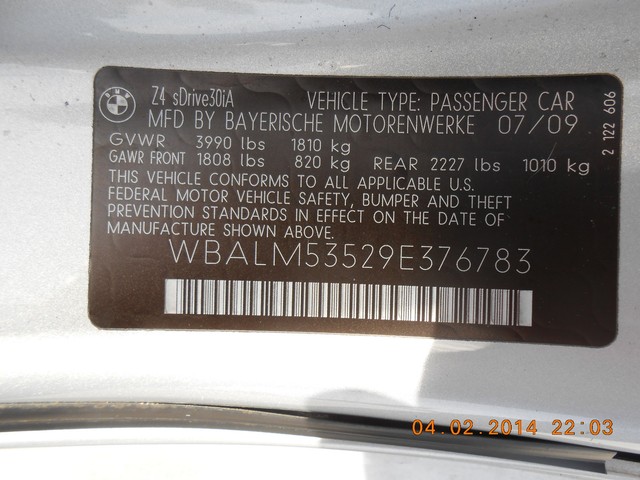 BMW
Z4 sDrive30iA VEHICLE TYPE: PASSENGER CAR
MFD BY BAYERISCHE MOTORENWERKE 07/09
GVWR 3990 lbs 1810 kg
GAWR FRONT 1808 lbs 820 kg REAR 2227 lbs 1010 kg
THIS VEHICLE CONFORMS TO ALL APPLICABLE U.S.
FEDERAL MOTOR VEHICLE SAFETY, BUMPER AND THEFT
PREVENTION STANDARDS IN EFFECT ON THE DATE OF
MANUFACTURE SHOWN ABOVE.
WBALM53529E376783
2 122 606
04.02.2014 22:03